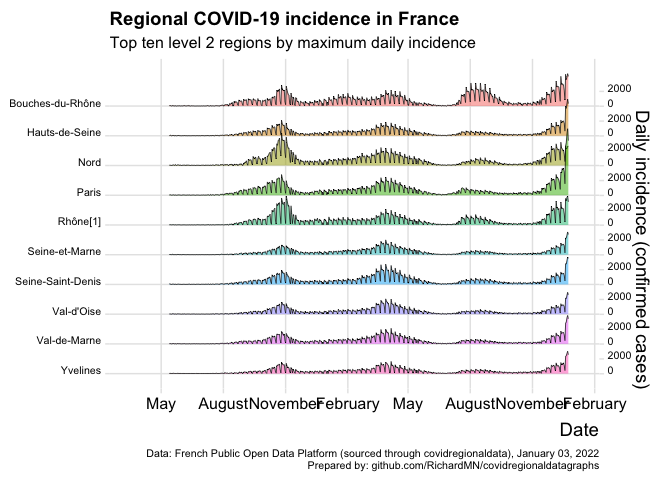 Regional COVID-19 incidence in France
Top ten level 2 regions by maximum daily incidence
Bouches-du-Rhône
2000
0
Hauts-de-Seine
2000
0
Nord
2000
0
Paris
2000
0
Rhône[1]
2000
0
Seine-et-Marne
2000
0
Seine-Saint-Denis
2000
0
Val-d'Oise
2000
0
Val-de-Marne
2000
0
Yvelines
2000
0
Daily incidence (confirmed cases)
May August November February May August November February
Date
Data: French Public Open Data Platform (sourced through covidregionaldata), January 03, 2022
Prepared by: github.com/RichardMN/covidregionaldatagraphs